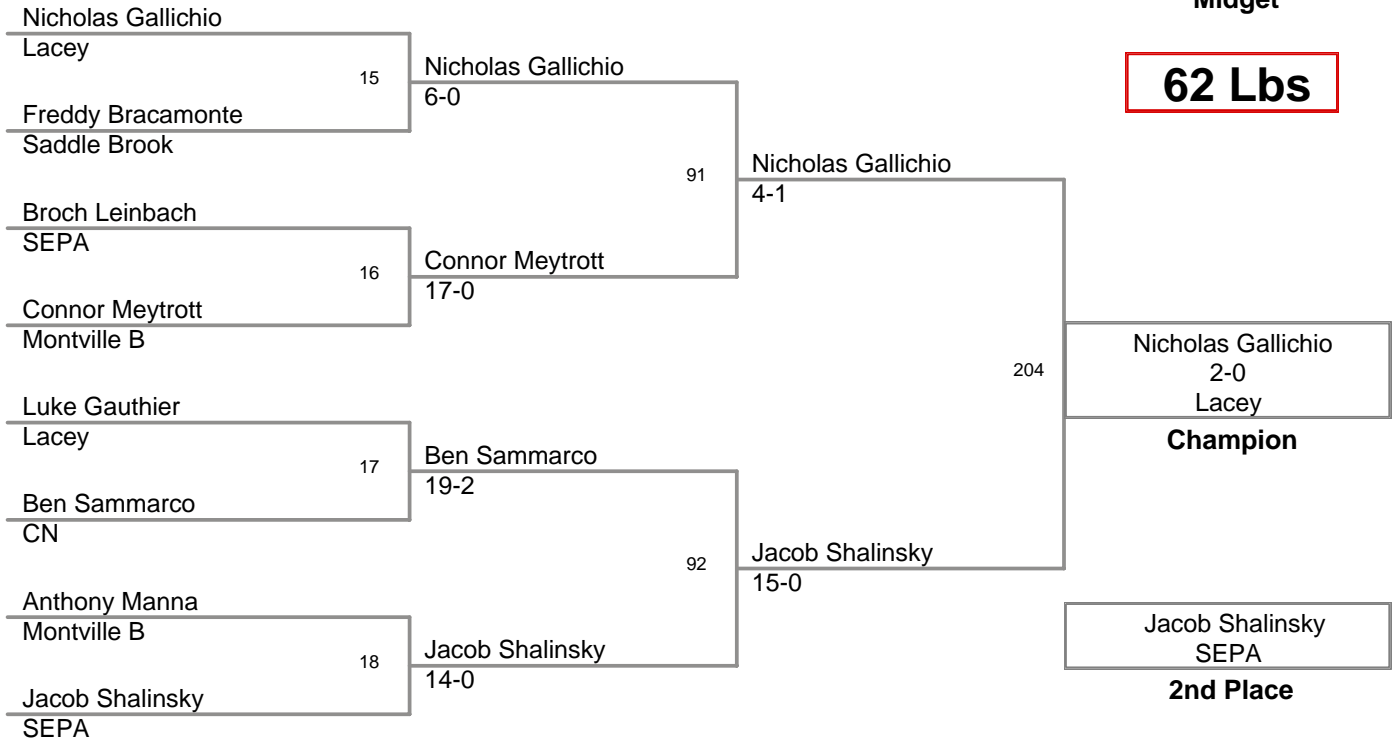 Midget
62 Lbs
Nicholas Gallichio
Lacey
15
Freddy Bracamonte
Saddle Brook
Broch Leinbach
SEPA
16
Connor Meytrott
Montville B
Luke Gauthier
Lacey
17
Ben Sammarco
CN
Anthony Manna
Montville B
18
Jacob Shalinsky
SEPA
Nicholas Gallichio
6-0
91
Connor Meytrott
17-0
Ben Sammarco
19-2
92
Jacob Shalinsky
14-0
Nicholas Gallichio
4-1
204
Jacob Shalinsky
15-0
Nicholas Gallichio
2-0
Lacey
Champion
Jacob Shalinsky
SEPA
2nd Place